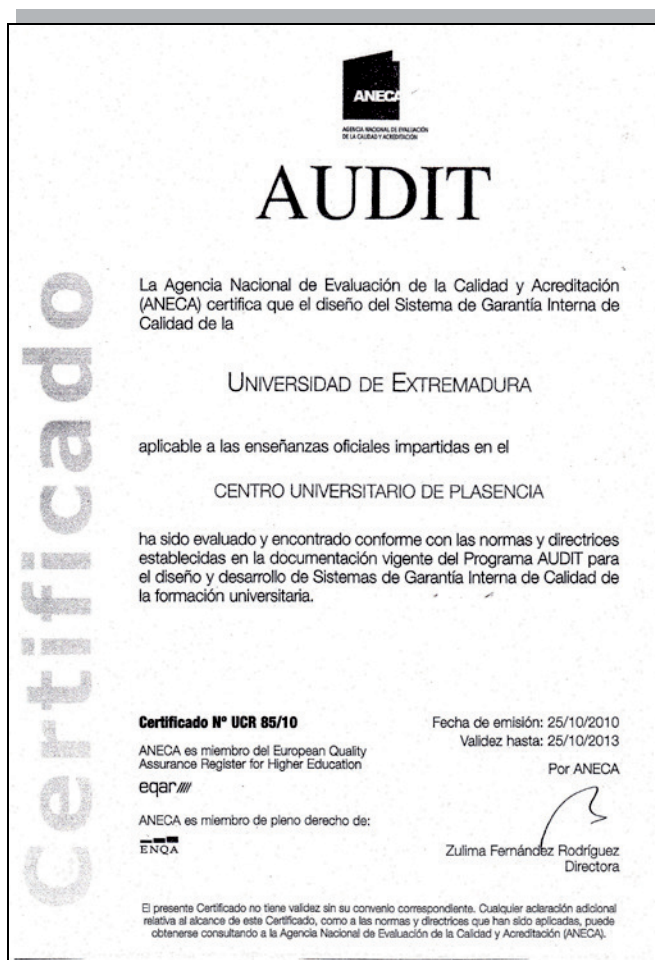 ANECA
AGENCIA NACIONAL DE EVALUACIÓN
DE LA CALIDAD Y ACREDITACIÓN
AUDIT
Certificado
La Agencia Nacional de Evaluación de la Calidad y Acreditación
(ANECA) certifica que el diseño del Sistema de Garantía Interna de
Calidad de la
UNIVERSIDAD DE EXTREMADURA
aplicable a las enseñanzas oficiales impartidas en el
CENTRO UNIVERSITARIO DE PLASENCIA
ha sido evaluado y encontrado conforme con las normas y directrices
establecidas en la documentación vigente del Programa AUDIT para
el diseño y desarrollo de Sistemas de Garantía Interna de Calidad de
la formación universitaria.
Certificado Nº UCR 85/10
ANECA es miembro del European Quality
Assurance Register for Higher Education
eqar////
ANECA es miembro de pleno derecho de:
ENQA
Fecha de emisión: 25/10/2010
Validez hasta: 25/10/2013
Por ANECA
Zulima Fernández Rodríguez
Directora
El presente Certificado no tiene validez sin su convenio correspondiente. Cualquier aclaración adicional
relativa al alcance de este Certificado, como a las normas y directrices que han sido aplicadas, puede
obtenerse consultando a la Agencia Nacional de Evaluación de la Calidad y Acreditación (ANECA).